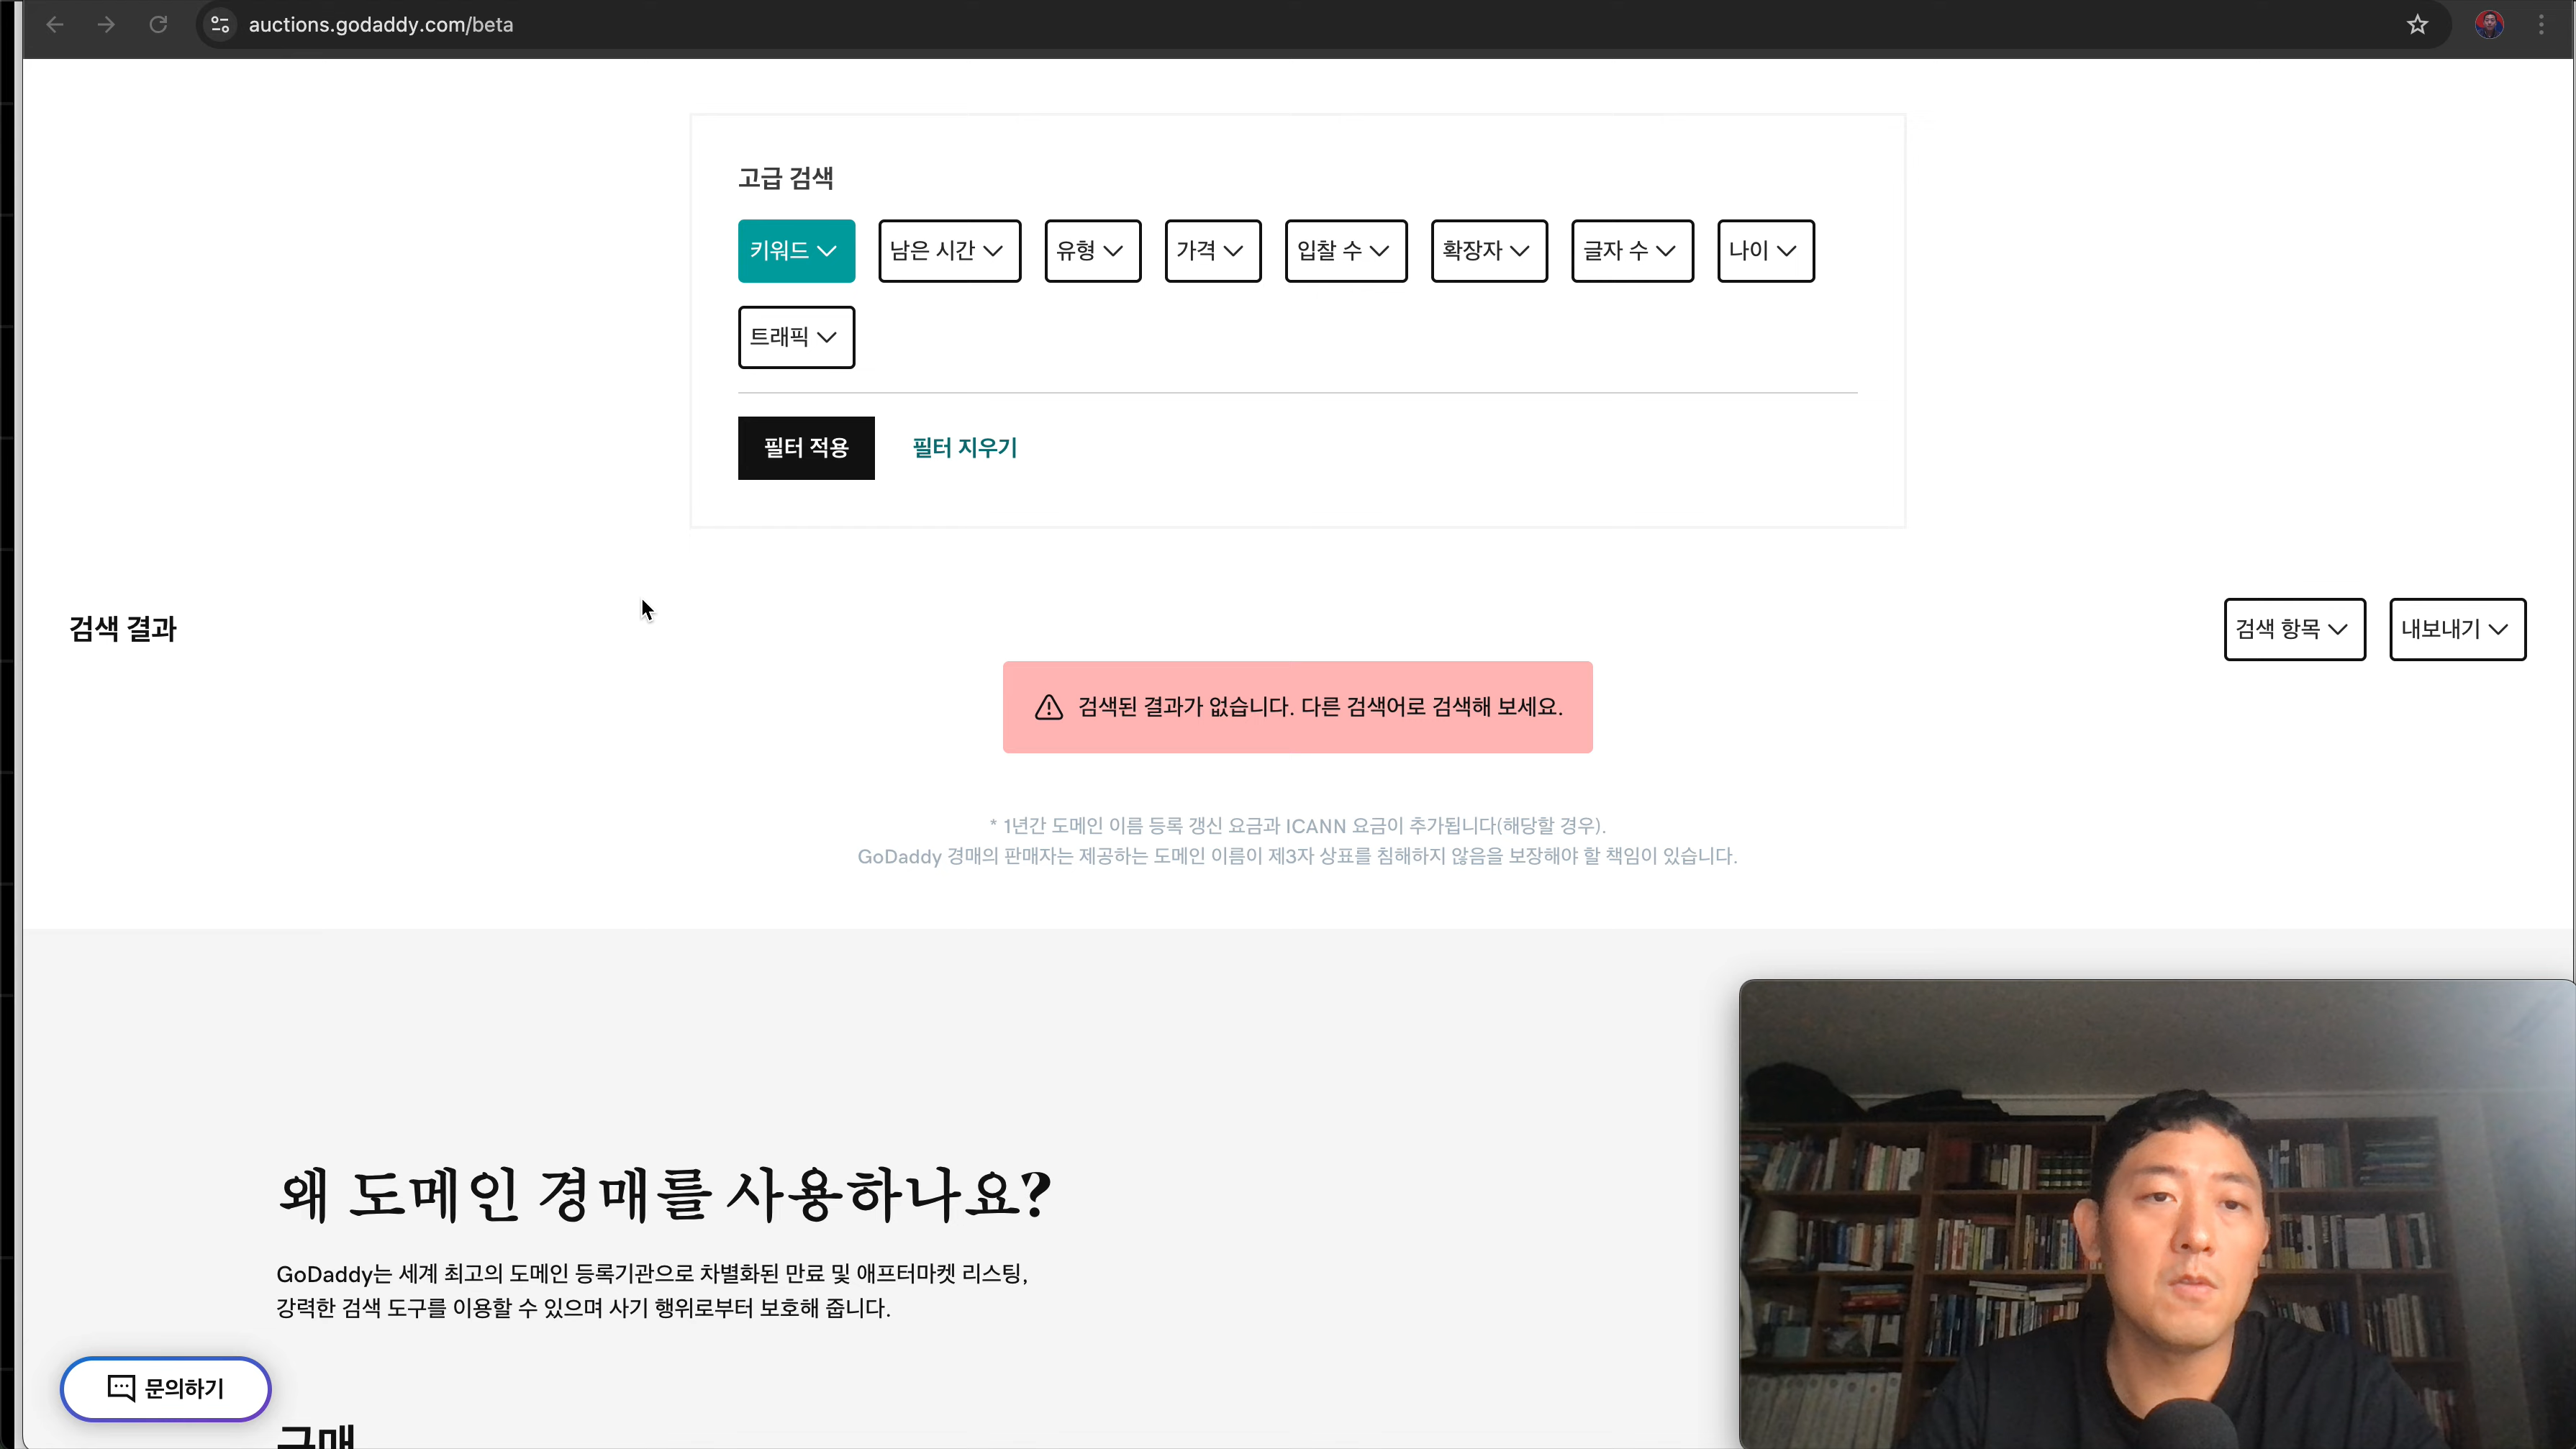 auctions.godaddy.com/beta
고급 검색
키워드
남은 시간
유형
가격
입찰 수
확장자
글자 수
나이
트래픽
필터 적용
필터 지우기
검색 결과
검색 항목
내보내기
검색된 결과가 없습니다. 다른 검색어로 검색해 보세요.
* 1년간 도메인 이름 등록 갱신 요금과 ICANN 요금이 추가됩니다(해당할 경우).
GoDaddy 경매의 판매자는 제공하는 도메인 이름이 제3자 상표를 침해하지 않음을 보장해야 할 책임이 있습니다.
왜 도메인 경매를 사용하나요?
GoDaddy는 세계 최고의 도메인 등록기관으로 차별화된 만료 및 애프터마켓 리스팅,
강력한 검색 도구를 이용할 수 있으며 사기 행위로부터 보호해 줍니다.
문의하기
구매